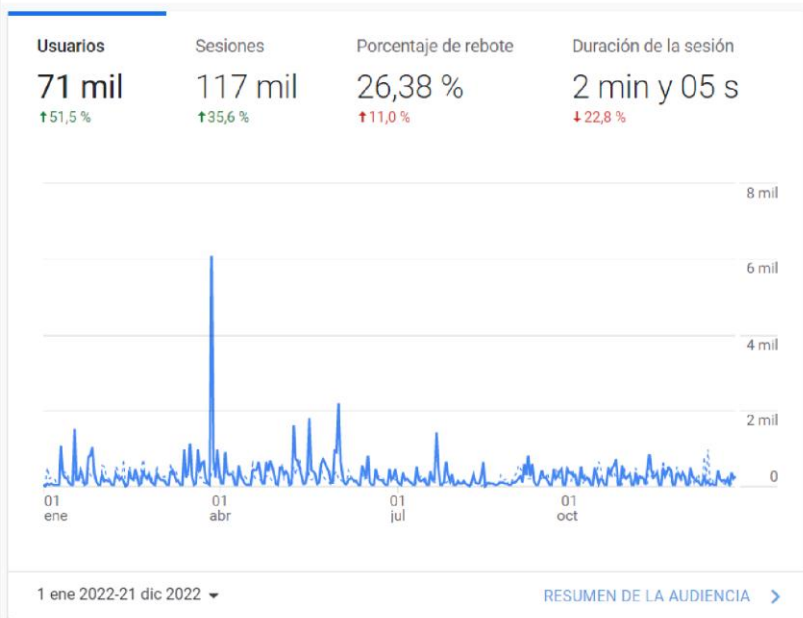 Usuarios
71 mil
↑51,5 %
Sesiones
117 mil
↑35,6 %
Porcentaje de rebote
26,38 %
↑11,0 %
Duración de la sesión
2 min y 05 s
↓22,8 %
8 mil
6 mil
4 mil
2 mil
0
01
ene
01
abr
01
jul
01
oct
1 ene 2022-21 dic 2022
RESUMEN DE LA AUDIENCIA